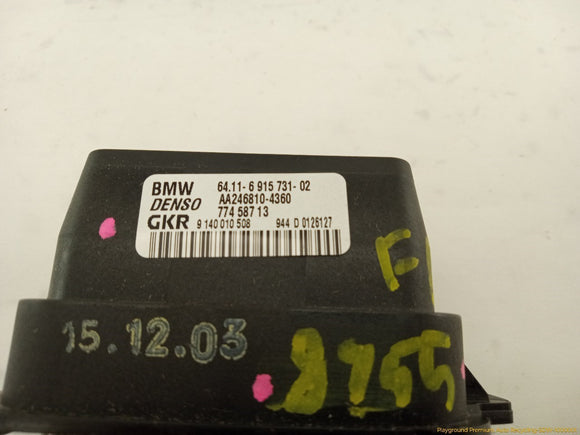 BMW 64.11- 6 915 731- 02
DENSO AA246810-4360
774 587 13
GKR 9 140 010 508 944 D 0126127
F
15.12.03
8755